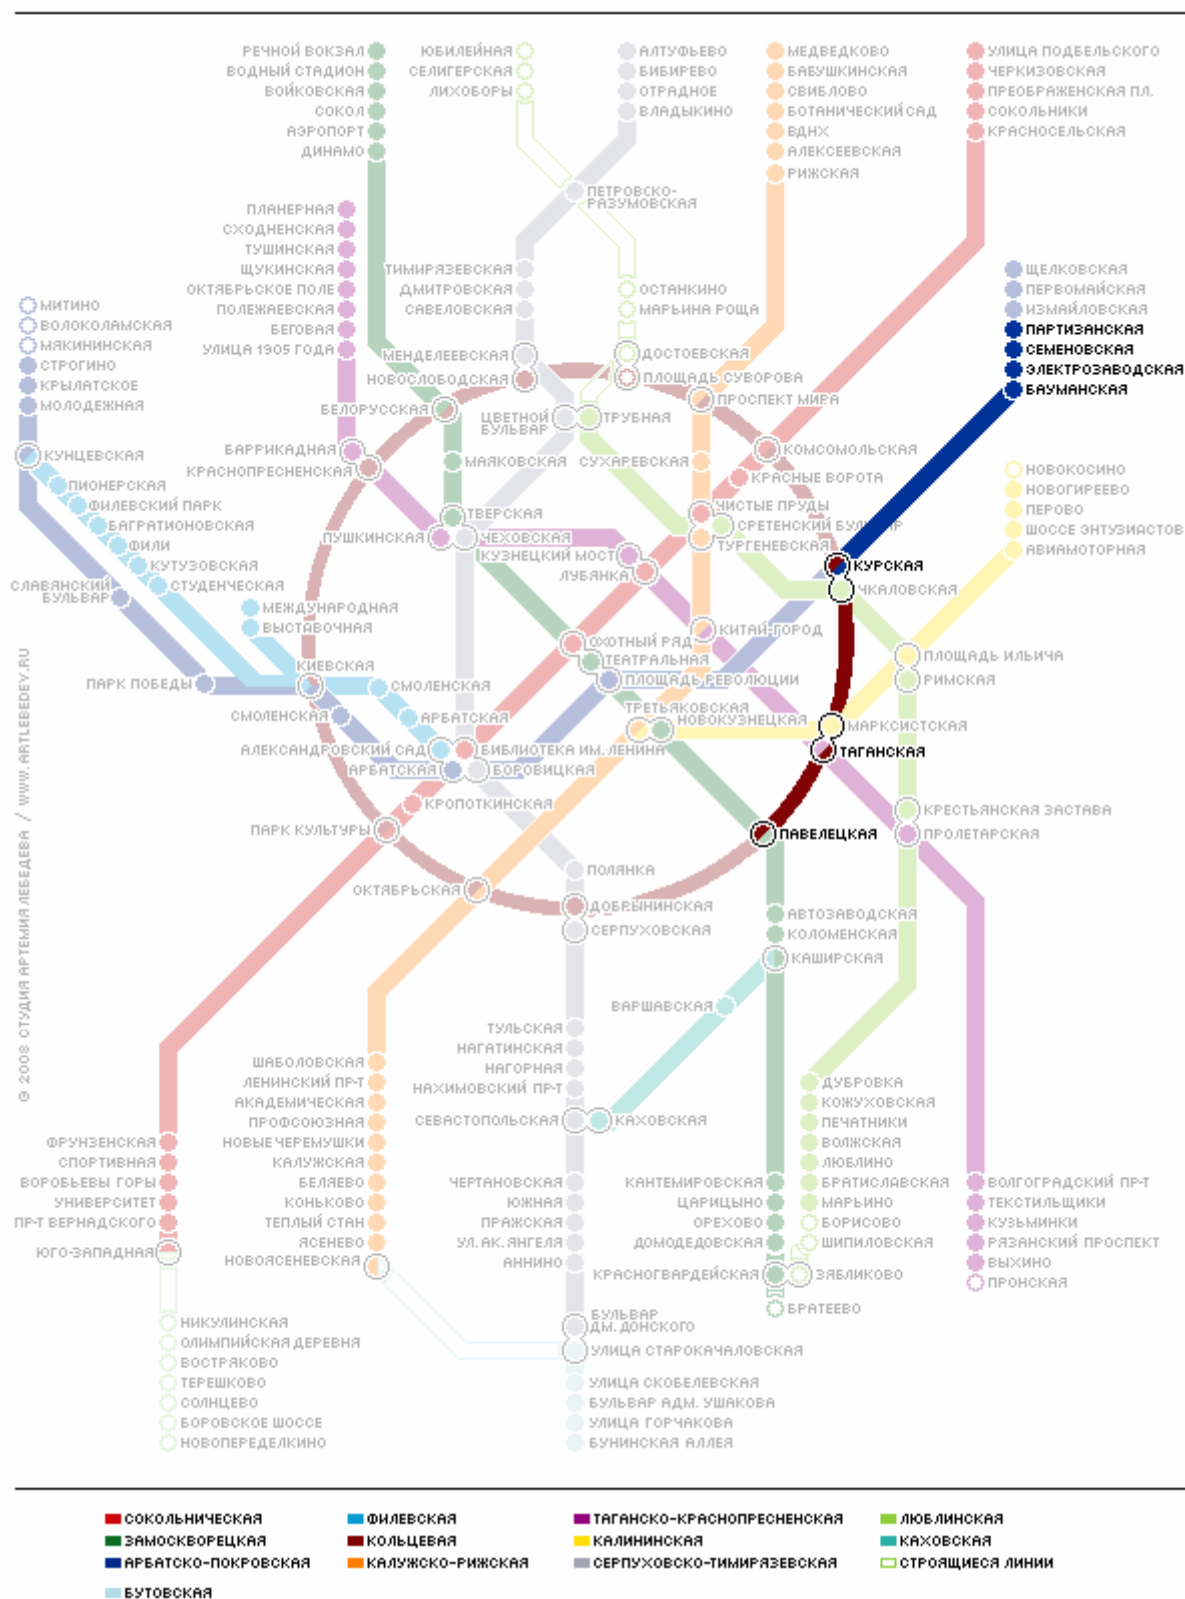 РЕЧНОЙ ВОКЗАЛ
ВОДНЫЙ СТАДИОН
ВОЙКОВСКАЯ
СОКОЛ
АЭРОПОРТ
ДИНАМО
ЮБИЛЕЙНАЯ
СЕЛИГЕРСКАЯ
ЛИХОБОРЫ
АЛТУФЬЕВО
БИБИРЕВО
ОТРАДНОЕ
ВЛАДЫКИНО
МЕДВЕДКОВО
БАБУШКИНСКАЯ
СВИБЛОВО
БОТАНИЧЕСКИЙ САД
ВДНХ
АЛЕКСЕЕВСКАЯ
РИЖСКАЯ
УЛИЦА ПОДБЕЛЬСКОГО
ЧЕРКИЗОВСКАЯ
ПРЕОБРАЖЕНСКАЯ ПЛ.
СОКОЛЬНИКИ
КРАСНОСЕЛЬСКАЯ
ПЕТРОВСКО-
РАЗУМОВСКАЯ
ПЛАНЕРНАЯ
СХОДНЕНСКАЯ
ТУШИНСКАЯ
ЩУКИНСКАЯ
ОКТЯБРЬСКОЕ ПОЛЕ
ПОЛЕЖАЕВСКАЯ
БЕГОВАЯ
УЛИЦА 1905 ГОДА
ТИМИРЯЗЕВСКАЯ
ДМИТРОВСКАЯ
САВЕЛОВСКАЯ
ОСТАНКИНО
МАРЬИНА РОЩА
ЩЕЛКОВСКАЯ
ПЕРВОМАЙСКАЯ
ИЗМАЙЛОВСКАЯ
ПАРТИЗАНСКАЯ
СЕМЕНОВСКАЯ
ЭЛЕКТРОЗАВОДСКАЯ
БАУМАНСКАЯ
МИТИНО
ВОЛОКОЛАМСКАЯ
МЯКИНИНСКАЯ
СТРОГИНО
КРЫЛАТСКОЕ
МОЛОДЕЖНАЯ
МЕНДЕЛЕЕВСКАЯ
НОВОСЛОБОДСКАЯ
ДОСТОЕВСКАЯ
ПЛОЩАДЬ СУВОРОВА
БЕЛОРУССКАЯ
ЦВЕТНОЙ
БУЛЬВАР
ТРУБНАЯ
ПРОСПЕКТ МИРА
БАРРИКАДНАЯ
КРАСНОПРЕСНЕНСКАЯ
МАЯКОВСКАЯ
СУХАРЕВСКАЯ
КОМСОМОЛЬСКАЯ
КРАСНЫЕ ВОРОТА
КУНЦЕВСКАЯ
ПИОНЕРСКАЯ
ФИЛЕВСКИЙ ПАРК
БАГРАТИОНОВСКАЯ
ФИЛИ
КУТУЗОВСКАЯ
СТУДЕНЧЕСКАЯ
НОВОКОСИНО
НОВОГИРЕЕВО
ПЕРОВО
ШОССЕ ЭНТУЗИАСТОВ
АВИАМОТОРНАЯ
ТВЕРСКАЯ
ПУШКИНСКАЯ
ЧЕХОВСКАЯ
КУЗНЕЦКИЙ МОСТ
ЛУБЯНКА
ЧИСТЫЕ ПРУДЫ
СРЕТЕНСКИЙ БУЛЬВАР
ТУРГЕНЕВСКАЯ
КУРСКАЯ
ЧКАЛОВСКАЯ
СЛАВЯНСКИЙ
БУЛЬВАР
МЕЖДУНАРОДНАЯ
ВЫСТАВОЧНАЯ
ОХОТНЫЙ РЯД
ТЕАТРАЛЬНАЯ
КИТАЙ-ГОРОД
ПЛОЩАДЬ РЕВОЛЮЦИИ
ПЛОЩАДЬ ИЛЬИЧА
РИМСКАЯ
ПАРК ПОБЕДЫ
КИЕВСКАЯ
СМОЛЕНСКАЯ
СМОЛЕНСКАЯ
АРБАТСКАЯ
ТРЕТЬЯКОВСКАЯ
НОВОКУЗНЕЦКАЯ
МАРКСИСТСКАЯ
ТАГАНСКАЯ
АЛЕКСАНДРОВСКИЙ САД
БИБЛИОТЕКА ИМ. ЛЕНИНА
АРБАТСКАЯ
БОРОВИЦКАЯ
КРОПОТКИНСКАЯ
ПАРК КУЛЬТУРЫ
КРЕСТЬЯНСКАЯ ЗАСТАВА
ПРОЛЕТАРСКАЯ
ПАВЕЛЕЦКАЯ
ПОЛЯНКА
ОКТЯБРЬСКАЯ
ДОБРЫНИНСКАЯ
СЕРПУХОВСКАЯ
АВТОЗАВОДСКАЯ
КОЛОМЕНСКАЯ
КАШИРСКАЯ
ВАРШАВСКАЯ
© 2008 СТУДИЯ АРТЕМИЯ ЛЕБЕДЕВА / WWW.ARTLEBEDEV.RU
ТУЛЬСКАЯ
НАГАТИНСКАЯ
НАГОРНАЯ
НАХИМОВСКИЙ ПР-Т
СЕВАСТОПОЛЬСКАЯ
КАХОВСКАЯ
ШАБОЛОВСКАЯ
ЛЕНИНСКИЙ ПР-Т
АКАДЕМИЧЕСКАЯ
ПРОФСОЮЗНАЯ
НОВЫЕ ЧЕРЕМУШКИ
КАЛУЖСКАЯ
БЕЛЯЕВО
КОНЬКОВО
ТЕПЛЫЙ СТАН
ЯСЕНЕВО
НОВОЯСЕНЕВСКАЯ
ДУБРОВКА
КОЖУХОВСКАЯ
ПЕЧАТНИКИ
ВОЛЖСКАЯ
ЛЮБЛИНО
БРАТИСЛАВСКАЯ
МАРЬИНО
БОРИСОВО
ШИПИЛОВСКАЯ
ЗЯБЛИКОВО
ФРУНЗЕНСКАЯ
СПОРТИВНАЯ
ВОРОБЬЕВЫ ГОРЫ
УНИВЕРСИТЕТ
ПР-Т ВЕРНАДСКОГО
ЮГО-ЗАПАДНАЯ
ЧЕРТАНОВСКАЯ
ЮЖНАЯ
ПРАЖСКАЯ
УЛ. АК. ЯНГЕЛЯ
АННИНО
КАНТЕМИРОВСКАЯ
ЦАРИЦЫНО
ОРЕХОВО
ДОМОДЕДОВСКАЯ
КРАСНОГВАРДЕЙСКАЯ
БРАТЕЕВО
ВОЛГОГРАДСКИЙ ПР-Т
ТЕКСТИЛЬЩИКИ
КУЗЬМИНКИ
РЯЗАНСКИЙ ПРОСПЕКТ
ВЫХИНО
ПРОНСКАЯ
НИКУЛИНСКАЯ
ОЛИМПИЙСКАЯ ДЕРЕВНЯ
ВОСТРЯКОВО
ТЕРЕШКОВО
СОЛНЦЕВО
БОРОВСКОЕ ШОССЕ
НОВОПЕРЕДЕЛКИНО
БУЛЬВАР
ДМ. ДОНСКОГО
УЛИЦА СТАРОКАЧАЛОВСКАЯ
УЛИЦА СКОБЕЛЕВСКАЯ
БУЛЬВАР АДМ. УШАКОВА
УЛИЦА ГОРЧАКОВА
БУНИНСКАЯ АЛЛЕЯ
СОКОЛЬНИЧЕСКАЯ
ФИЛЕВСКАЯ
ТАГАНСКО-КРАСНОПРЕСНЕНСКАЯ
ЛЮБЛИНСКАЯ
ЗАМОСКВОРЕЦКАЯ
КОЛЬЦЕВАЯ
КАЛИНИНСКАЯ
КАХОВСКАЯ
АРБАТСКО-ПОКРОВСКАЯ
КАЛУЖСКО-РИЖСКАЯ
СЕРПУХОВСКО-ТИМИРЯЗЕВСКАЯ
СТРОЯЩИЕСЯ ЛИНИИ
БУТОВСКАЯ